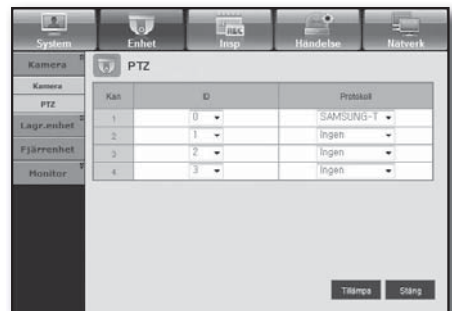 System Enhet Insp Händelse Nätverk
Kamera PTZ
Kamera
PTZ
Lagr.enhet
Fjärrenhet
Monitor
Kan ID Protokoll
1 0 SAMSUNG-T
2 1 Ingen
3 2 Ingen
4 3 Ingen
Tillämpa Stäng